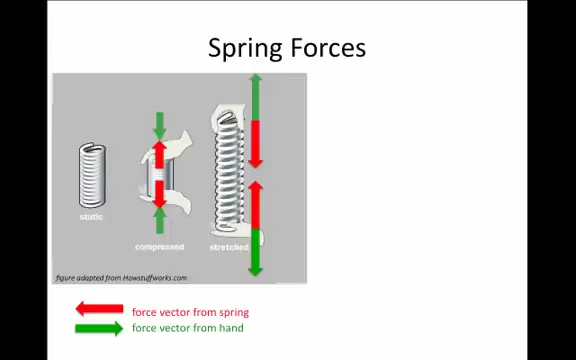 Spring Forces
static
compressed
stretched
figure adapted from Howstuffworks.com
force vector from spring
force vector from hand